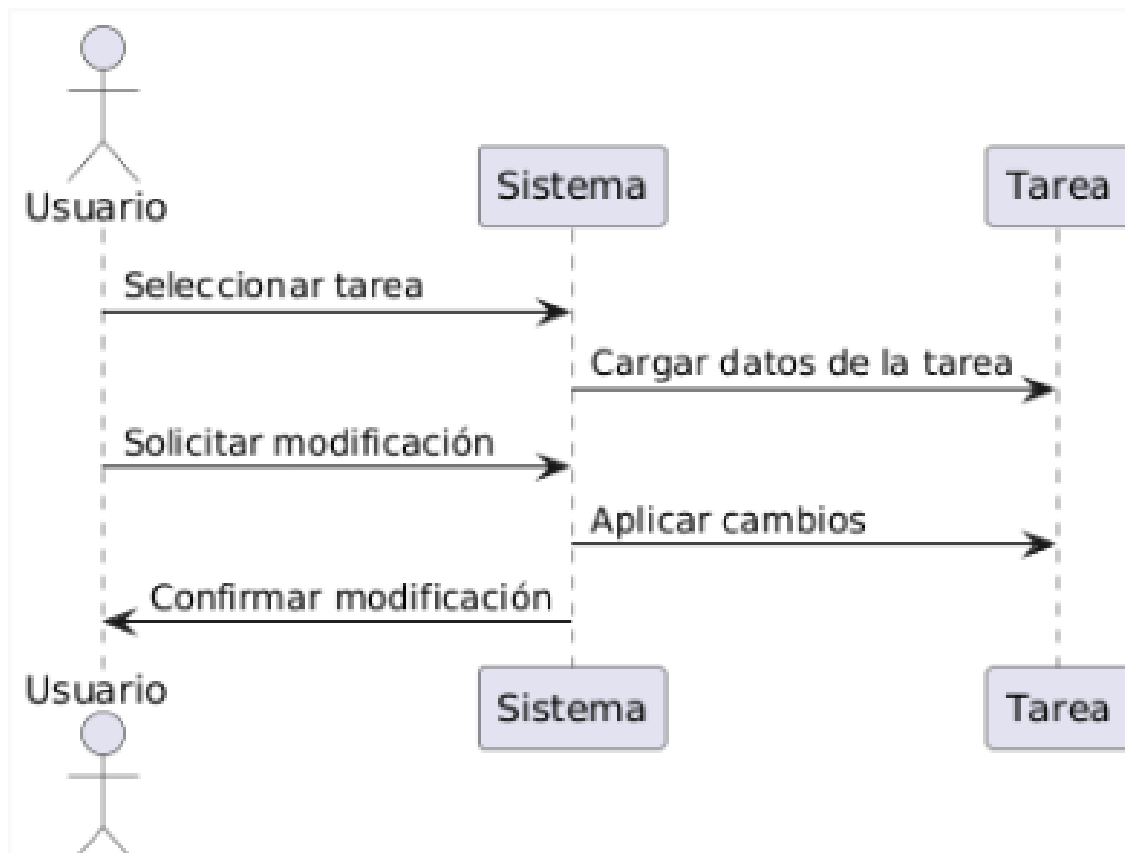 Usuario
Sistema
Tarea
Seleccionar tarea
Cargar datos de la tarea
Solicitar modificación
Aplicar cambios
Confirmar modificación
Usuario
Sistema
Tarea